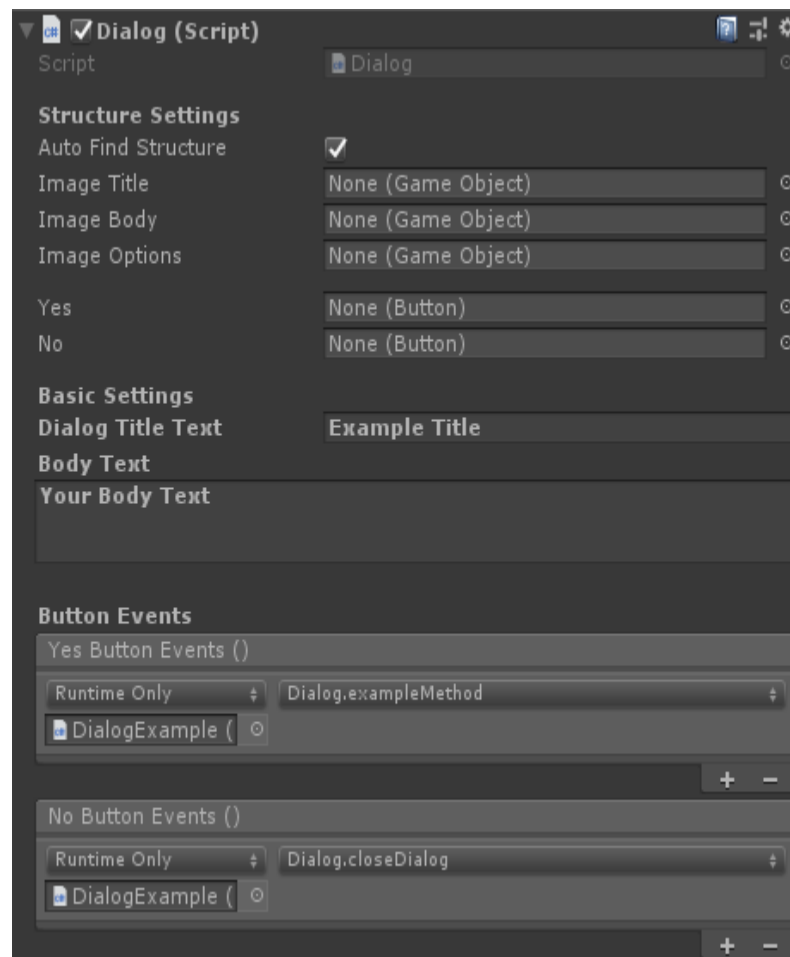 Dialog (Script)
Script Dialog
Structure Settings
Auto Find Structure
Image Title None (Game Object)
Image Body None (Game Object)
Image Options None (Game Object)
Yes None (Button)
No None (Button)
Basic Settings
Dialog Title Text Example Title
Body Text
Your Body Text
Button Events
Yes Button Events ()
Runtime Only Dialog.exampleMethod
DialogExample (
+ −
No Button Events ()
Runtime Only Dialog.closeDialog
DialogExample (
+ −